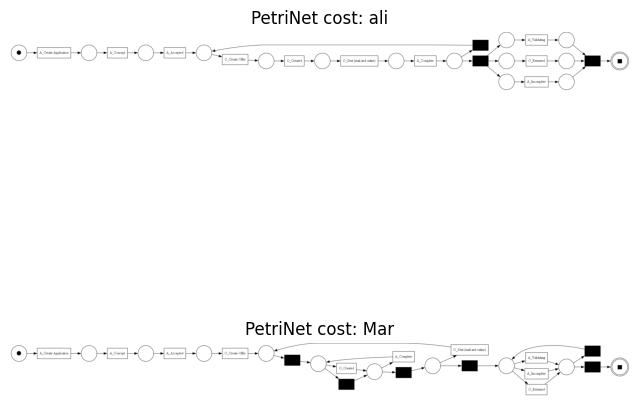 PetriNet cost: ali
A_Create Application
A_Concept
A_Accepted
O_Create Offer
O_Created
O_Sent (mail and online)
A_Complete
A_Validating
O_Returned
A_Incomplete
PetriNet cost: Mar
A_Create Application
A_Concept
A_Accepted
O_Create Offer
O_Created
A_Complete
O_Sent (mail and online)
A_Validating
A_Incomplete
O_Returned